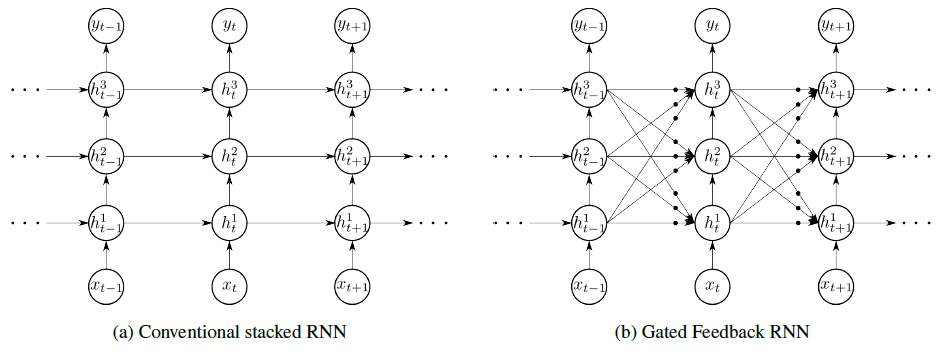 y_{t−1} y_t y_{t+1} y_{t−1} y_t y_{t+1}
· · · h^3_{t−1} h^3_t h^3_{t+1} · · · · · · h^3_{t−1} h^3_t h^3_{t+1} · · ·
· · · h^2_{t−1} h^2_t h^2_{t+1} · · · · · · h^2_{t−1} h^2_t h^2_{t+1} · · ·
· · · h^1_{t−1} h^1_t h^1_{t+1} · · · · · · h^1_{t−1} h^1_t h^1_{t+1} · · ·
x_{t−1} x_t x_{t+1} x_{t−1} x_t x_{t+1}
(a) Conventional stacked RNN (b) Gated Feedback RNN